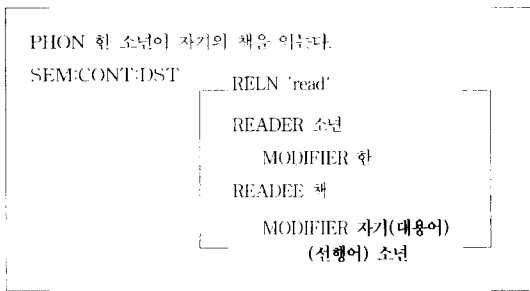 PHON 한 소년이 자기의 책을 읽는다.
SEM:CONT:DST
RELN 'read'
READER 소년
MODIFIER 한
READEE 책
MODIFIER 자기(대용어)
(선행어) 소년